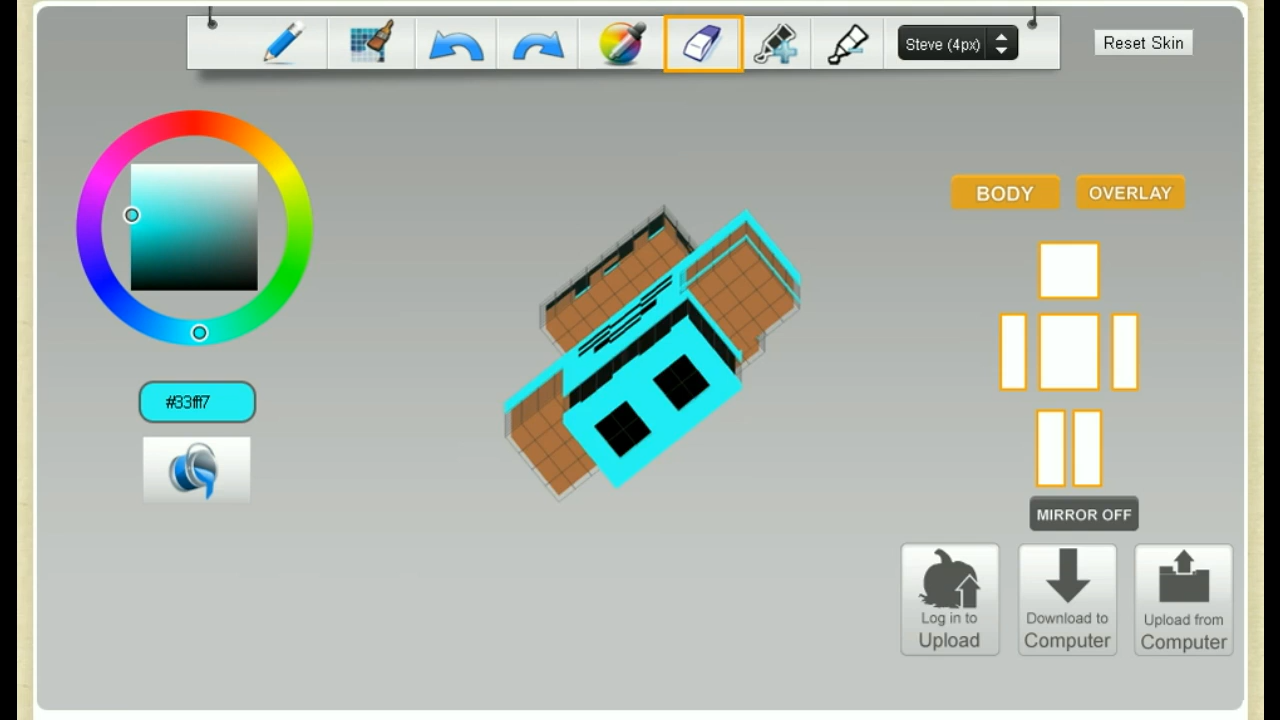 Steve (4px)
Reset Skin
BODY
OVERLAY
#33fff7
MIRROR OFF
Log in to
Upload
Download to
Computer
Upload from
Computer